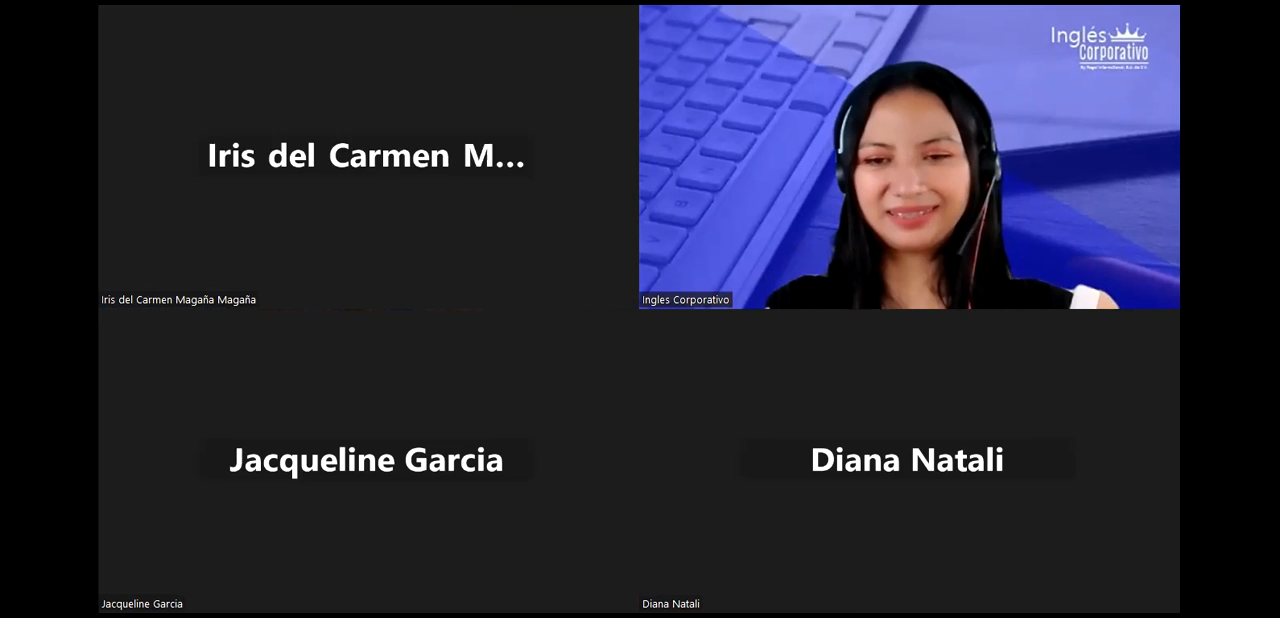 Iris del Carmen M...
Iris del Carmen Magaña Magaña
Inglés
Corporativo
Ingles Corporativo
Jacqueline Garcia
Jacqueline Garcia
Diana Natali
Diana Natali